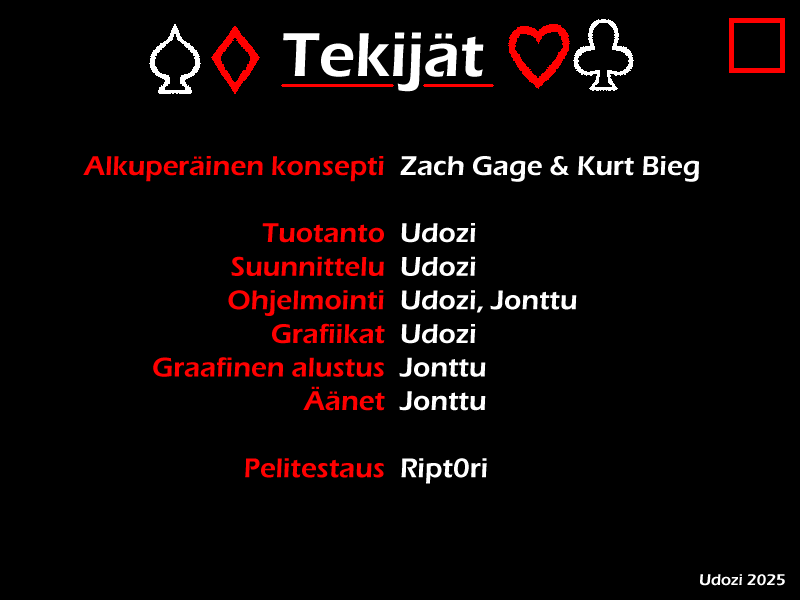 Tekijät
Alkuperäinen konsepti Zach Gage & Kurt Bieg
Tuotanto Udozi
Suunnittelu Udozi
Ohjelmointi Udozi, Jonttu
Grafiikat Udozi
Graafinen alustus Jonttu
Äänet Jonttu
Pelitestaus Ript0ri
Udozi 2025